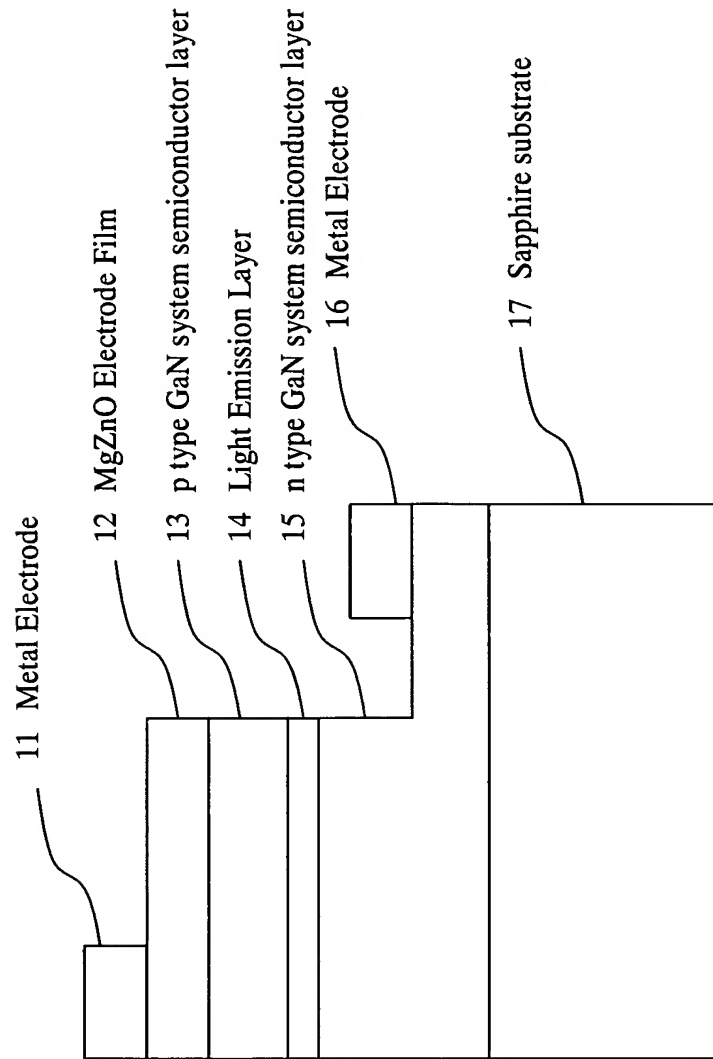 11 Metal Electrode
12 MgZnO Electrode Film
13 p type GaN system semiconductor layer
14 Light Emission Layer
15 n type GaN system semiconductor layer
16 Metal Electrode
17 Sapphire substrate